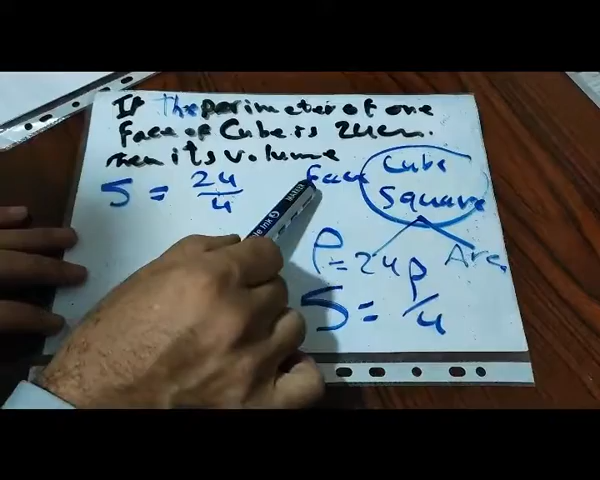 If the perimeter of one
face of Cube is 24cm.
then its volume
S = 24/4
Face
Cube
Square
P = 24
Area
S = P/4
MARKER